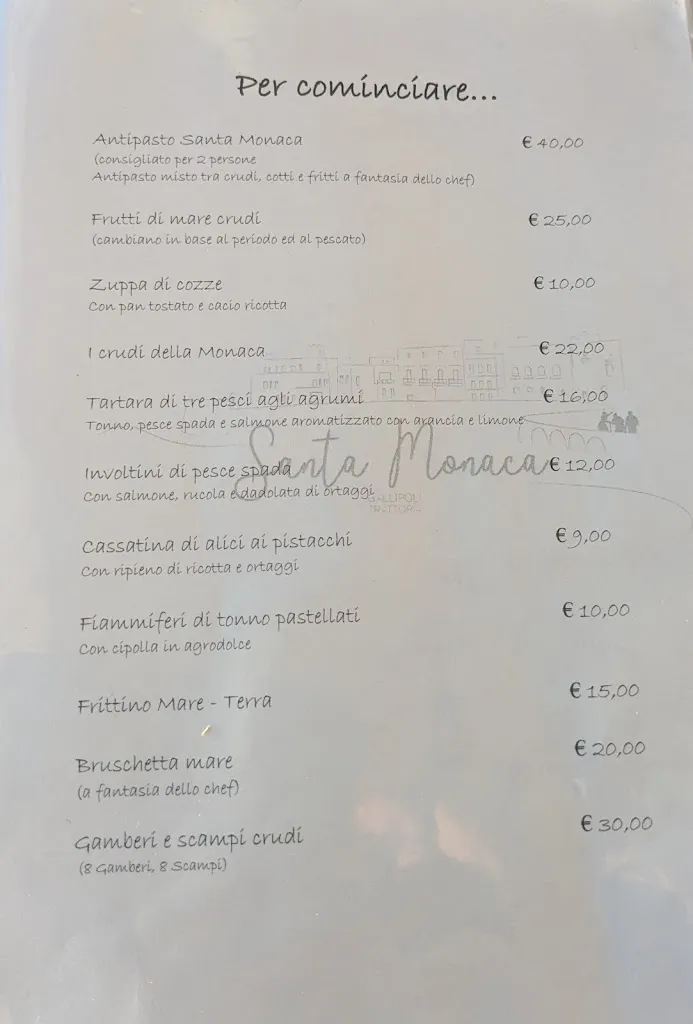 Per cominciare...
Antipasto Santa Monaca € 40,00
(consigliato per 2 persone
Antipasto misto tra crudi, cotti e fritti a fantasia dello chef)
Frutti di mare crudi € 25,00
(cambiano in base al periodo ed al pescato)
Zuppa di cozze € 10,00
Con pan tostato e cacio ricotta
I crudi della Monaca € 22,00
Tartara di tre pesci agli agrumi € 16,00
Tonno, pesce spada e salmone aromatizzato con arancia e limone
Santa Monaca
Involtini di pesce spada € 12,00
Con salmone, rucola e dadolata di ortaggi
GALLIPOLI
TRATTORIA
Cassatina di alici ai pistacchi € 9,00
Con ripieno di ricotta e ortaggi
Fiammiferi di tonno pastellati € 10,00
Con cipolla in agrodolce
Frittino Mare - Terra € 15,00
Bruschetta mare € 20,00
(a fantasia dello chef)
Gamberi e scampi crudi € 30,00
(8 Gamberi, 8 Scampi)